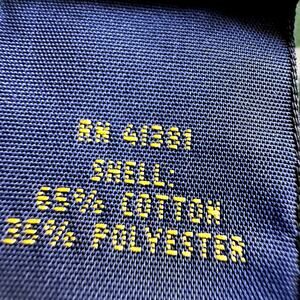 RN 41381
SHELL:
65% COTTON
35% POLYESTER